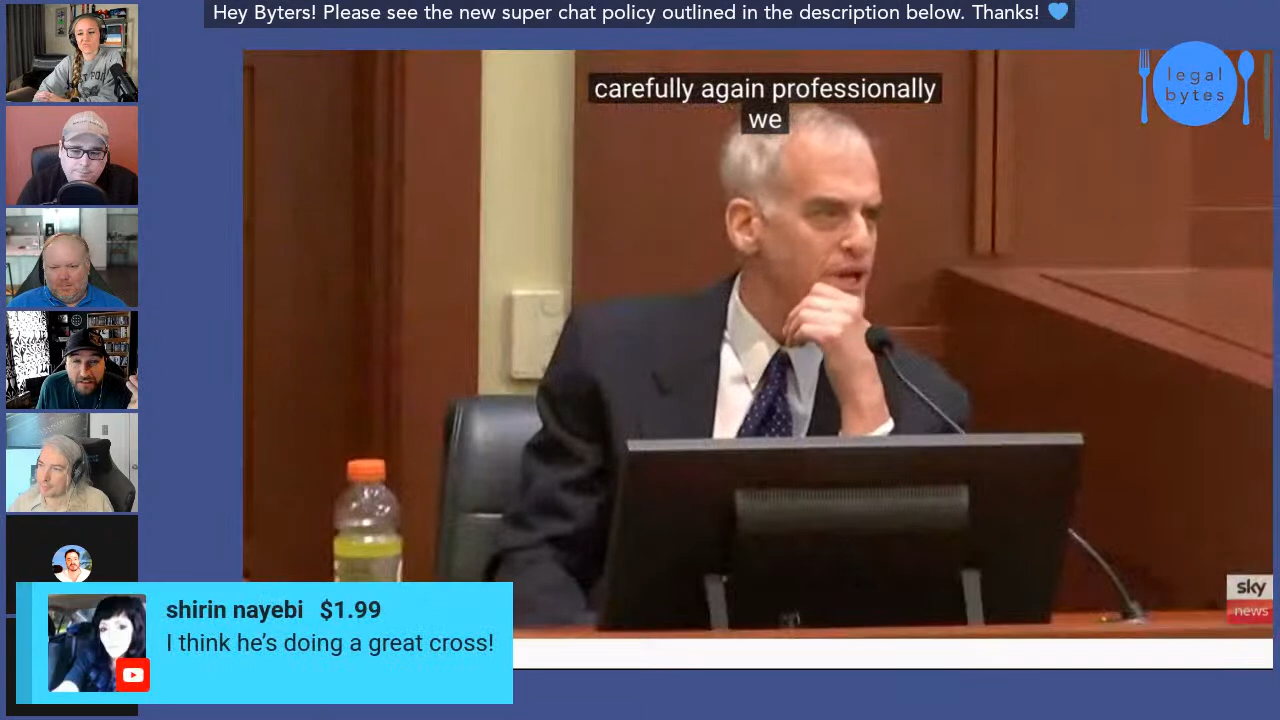 Hey Byters! Please see the new super chat policy outlined in the description below. Thanks! 💙
carefully again professionally
we
legal
bytes
sky
news
shirin nayebi $1.99
I think he's doing a great cross!